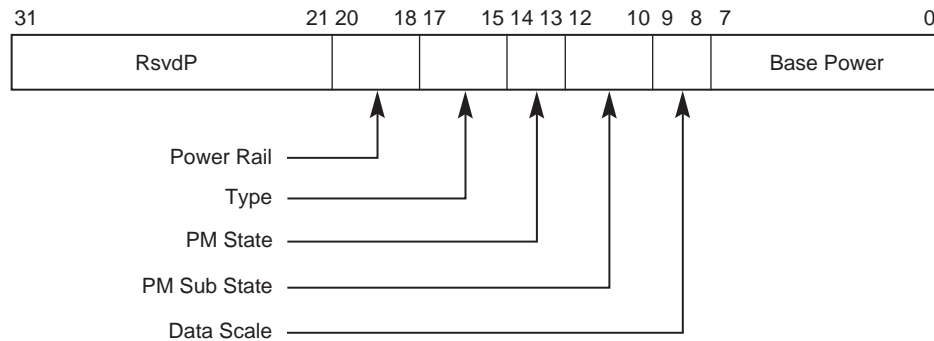 31 21 20 18 17 15 14 13 12 10 9 8 7 0
RsvdP Base Power
Power Rail
Type
PM State
PM Sub State
Data Scale